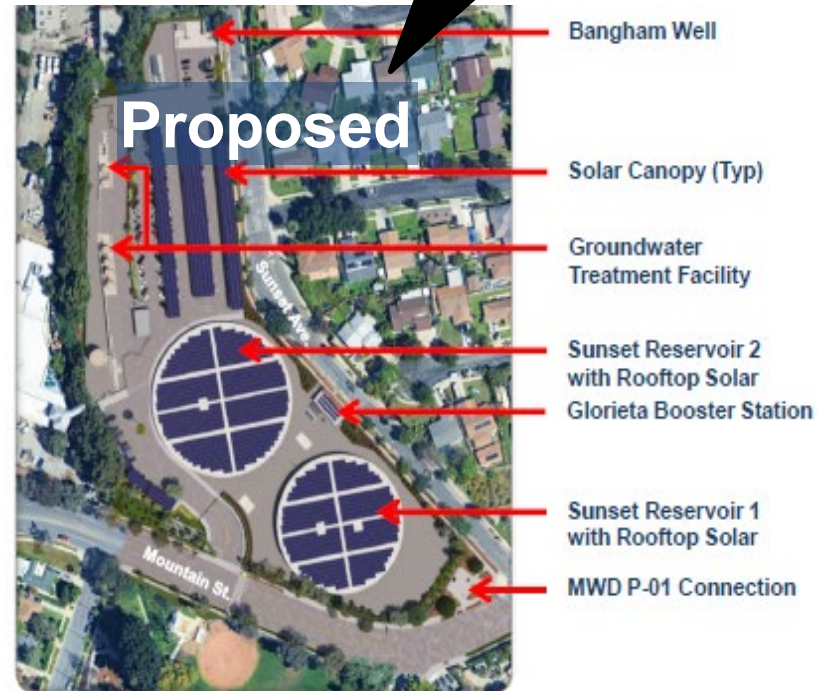 Bangham Well
Proposed
Solar Canopy (Typ)
Groundwater
Treatment Facility
Sunset Ave.
Sunset Reservoir 2
with Rooftop Solar
Glorieta Booster Station
Sunset Reservoir 1
with Rooftop Solar
Mountain St.
MWD P-01 Connection